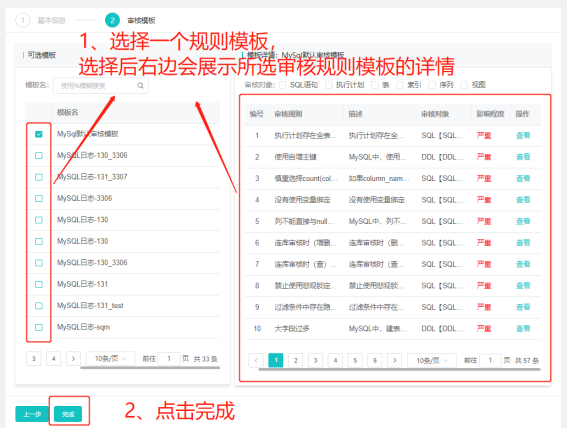 1 基本信息 2 审核模板
1、选择一个规则模板，
选择后右边会展示所选审核规则模板的详情
可选模板
模板详情：MySql默认审核模板
模板名： 使用%模糊搜索
审核对象： SQL语句 执行计划 表 索引 序列 视图
模板名
MySql默认审核模板
MySQL日志-130_3306
MySQL日志-131_3307
MySQL日志-3306
MySQL日志-130
MySQL日志-130
MySQL日志-130_3306
MySQL日志-131
MySQL日志-131_test
MySQL日志-sqm
3 4 > 10条/页 前往 1 页 共 33 条
编号 审核规则 描述 审核对象 影响程度 操作
1 执行计划存在全表... 执行计划存在全... SQL【SQL... 严重 查看
2 使用自增主键 MySQL中，使用... DDL【DDL... 严重 查看
3 慎重选择count(col... 如果column_nam... SQL【SQL... 严重 查看
4 没有使用变量绑定 没有使用变量绑定 SQL【SQL... 严重 查看
5 列不能直接与null... MySQL中，列不... SQL【SQL... 严重 查看
6 连库审核时（增删... 连库审核时（删... SQL【SQL... 严重 查看
7 连库审核时（查）... 连库审核时（查... SQL【SQL... 严重 查看
8 禁止使用悲观锁定... 禁止使用悲观锁... SQL【SQL... 严重 查看
9 过滤条件中存在隐... 过滤条件中存在... SQL【SQL... 严重 查看
10 大字段过多 MySQL中，建表... DDL【DDL... 严重 查看
< 1 2 3 4 5 6 > 10条/页 前往 1 页 共 57 条
上一步 完成
2、点击完成